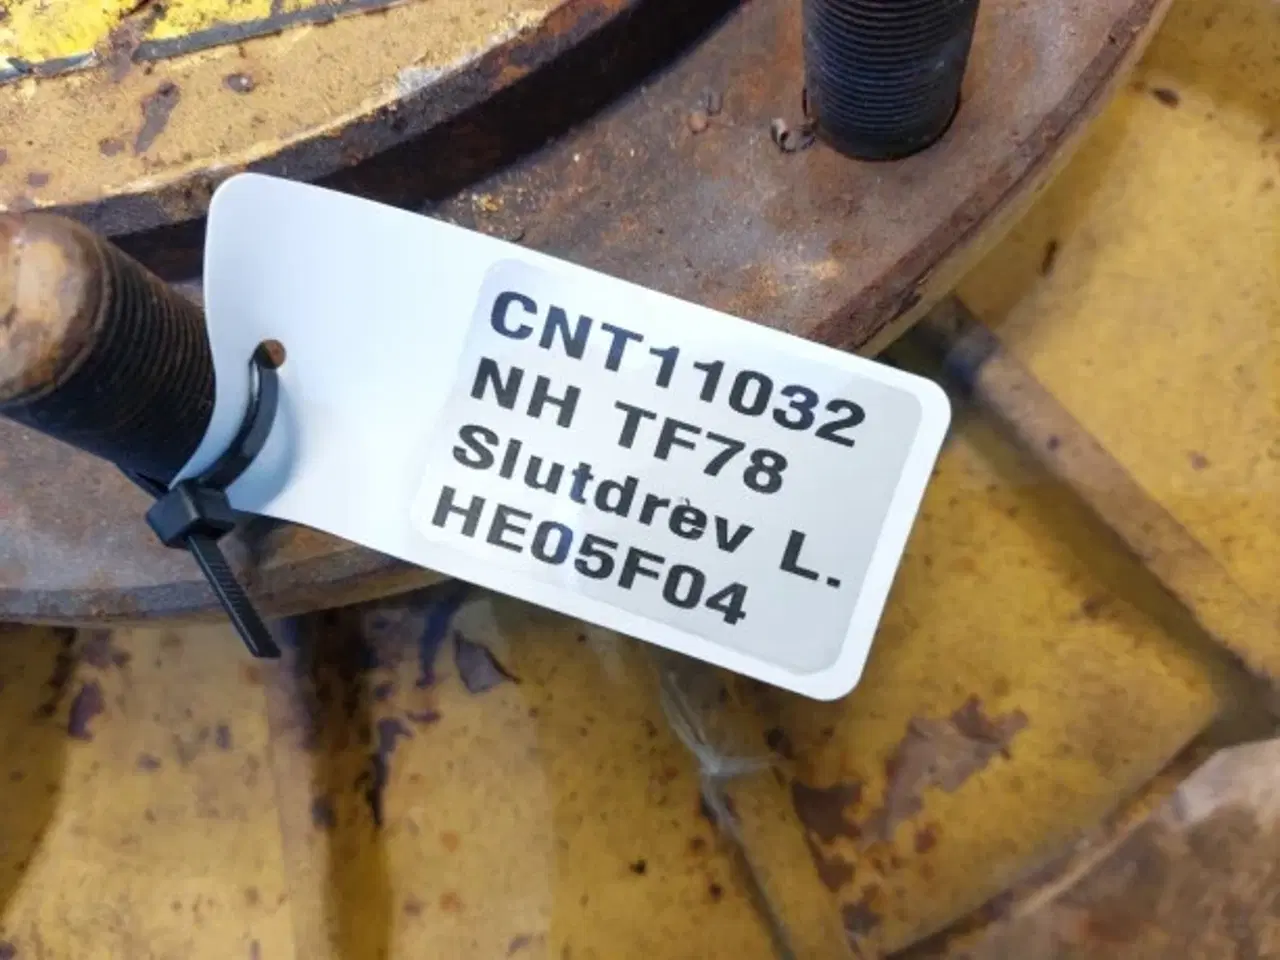 CNT11032
NH TF78
Slutdrev L.
HE05F04